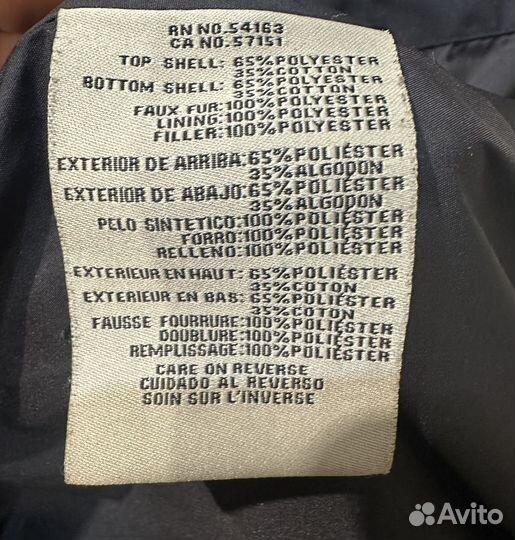 RN NO.54163
CA NO.57151
TOP SHELL: 65%POLYESTER
35%COTTON
BOTTOM SHELL: 65%POLYESTER
35%COTTON
FAUX FUR:100%POLYESTER
LINING:100%POLYESTER
FILLER:100%POLYESTER
EXTERIOR DE ARRIBA:65%POLIÉSTER
35%ALGODON
EXTERIOR DE ABAJO:65%POLIÉSTER
35%ALGODON
PELO SINTETICO:100%POLIÉSTER
FORRO:100%POLIÉSTER
RELLENO:100%POLIÉSTER
EXTERIEUR EN HAUT: 65%POLIÉSTER
35%COTON
EXTERIEUR EN BAS: 65%POLIÉSTER
35%COTON
FAUSSE FOURRURE:100%POLIÉSTER
DOUBLURE:100%POLIÉSTER
REMPLISSAGE:100%POLIÉSTER
CARE ON REVERSE
CUIDADO AL REVERSO
SOIN SUR L'INVERSE
Avito